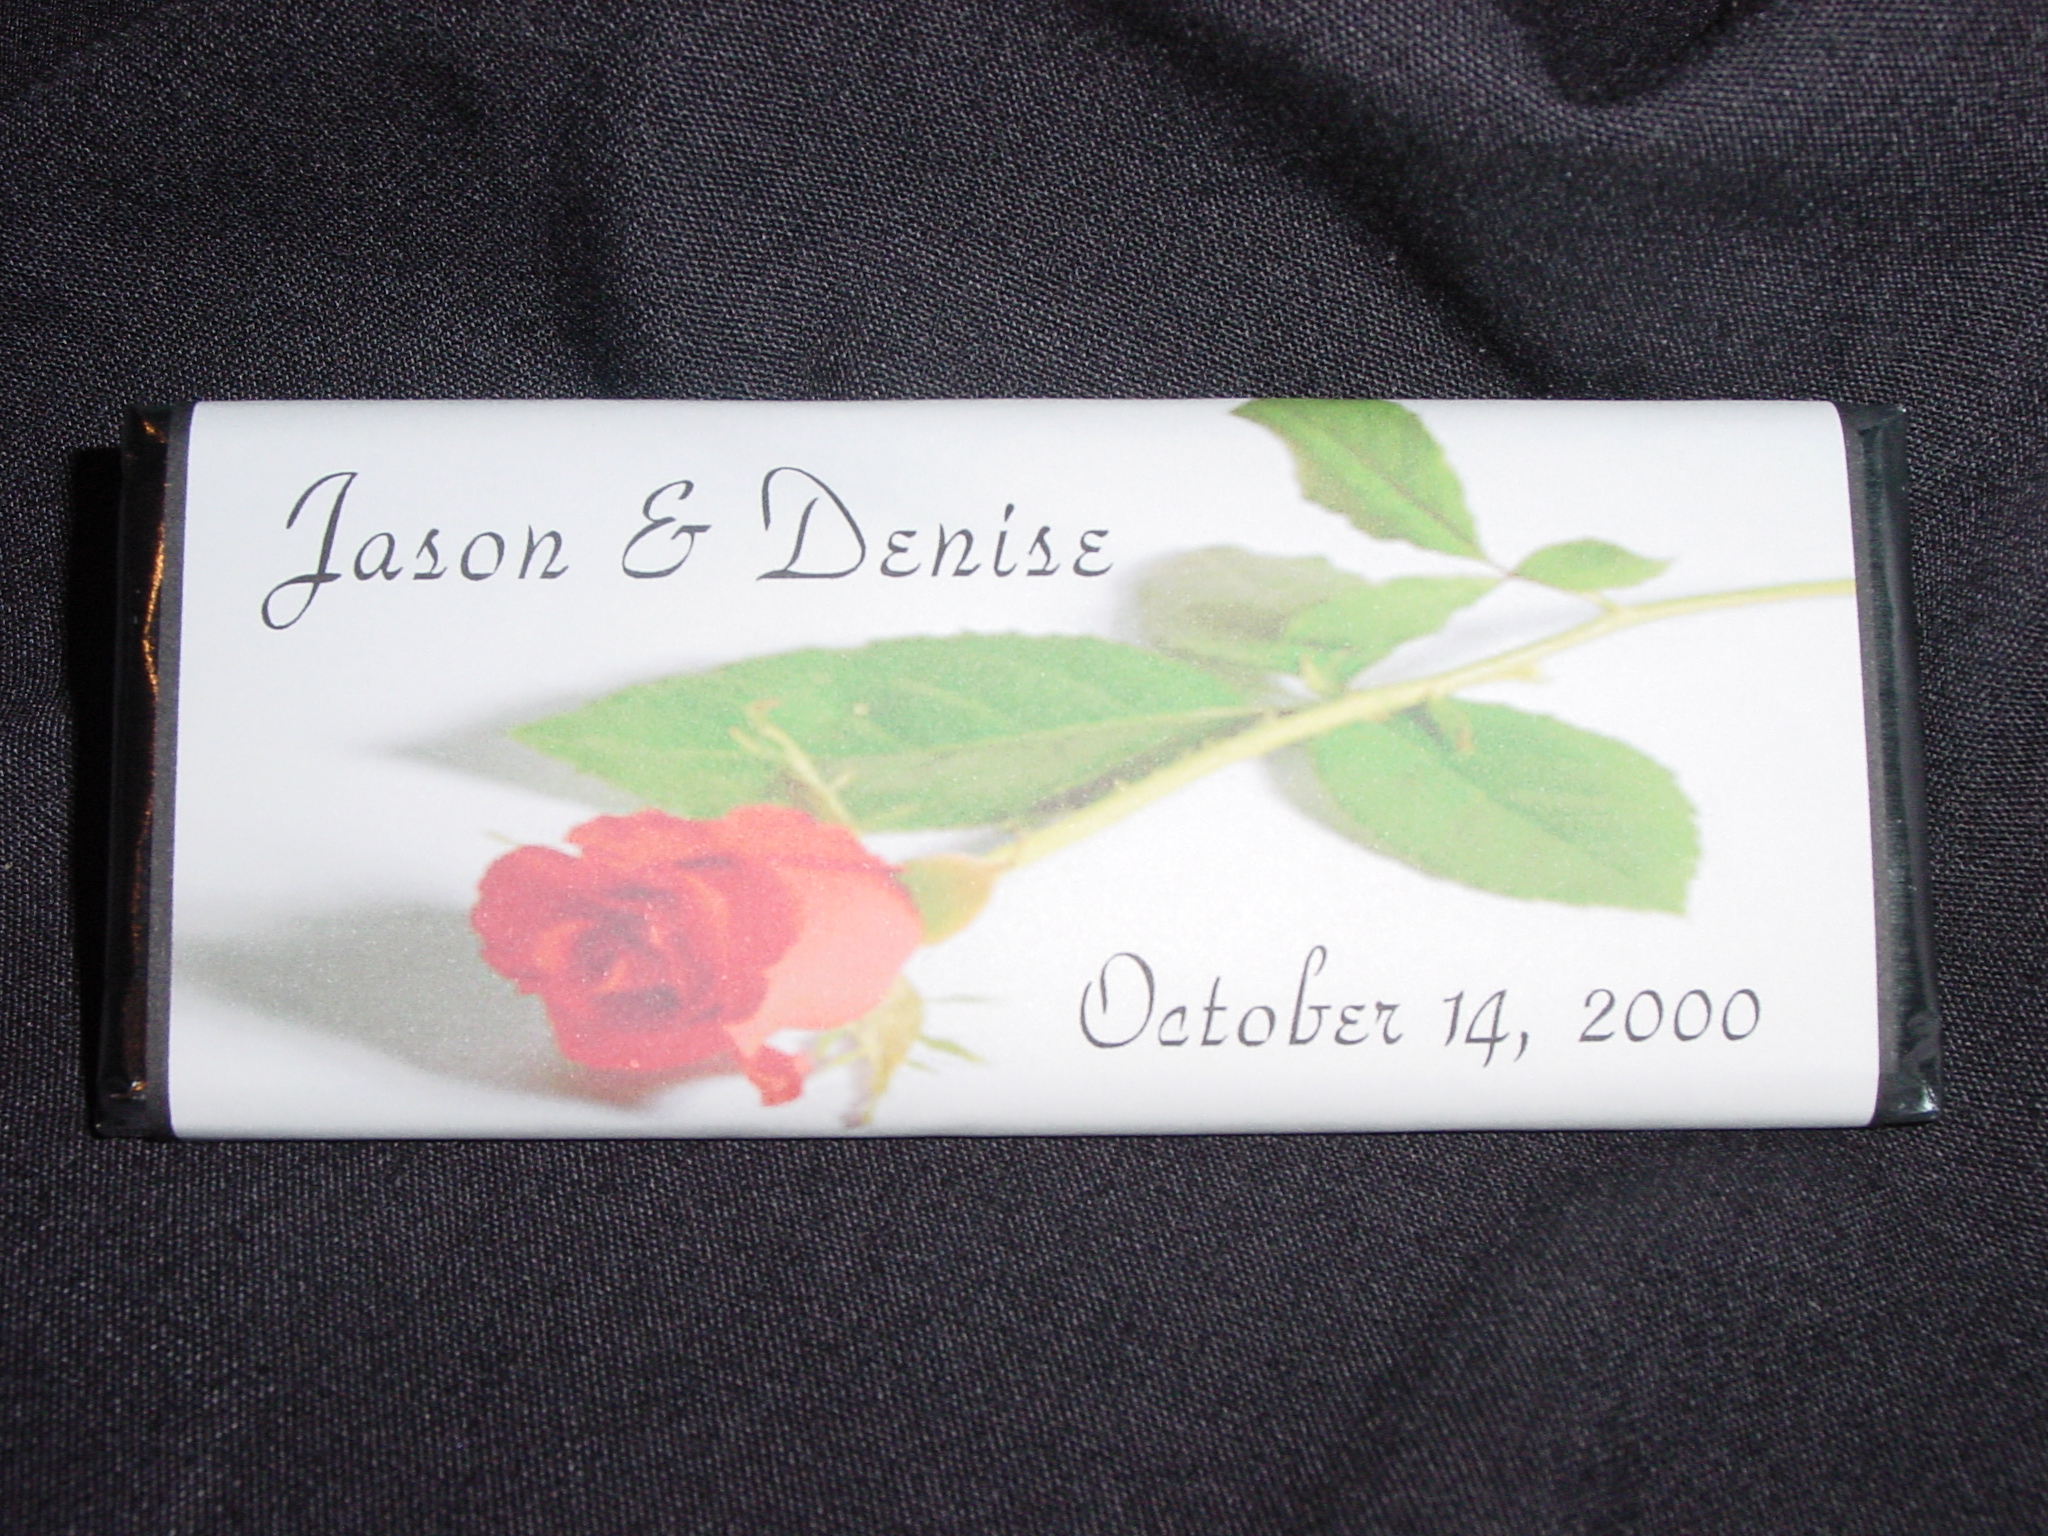 Jason & Denise
October 14, 2000